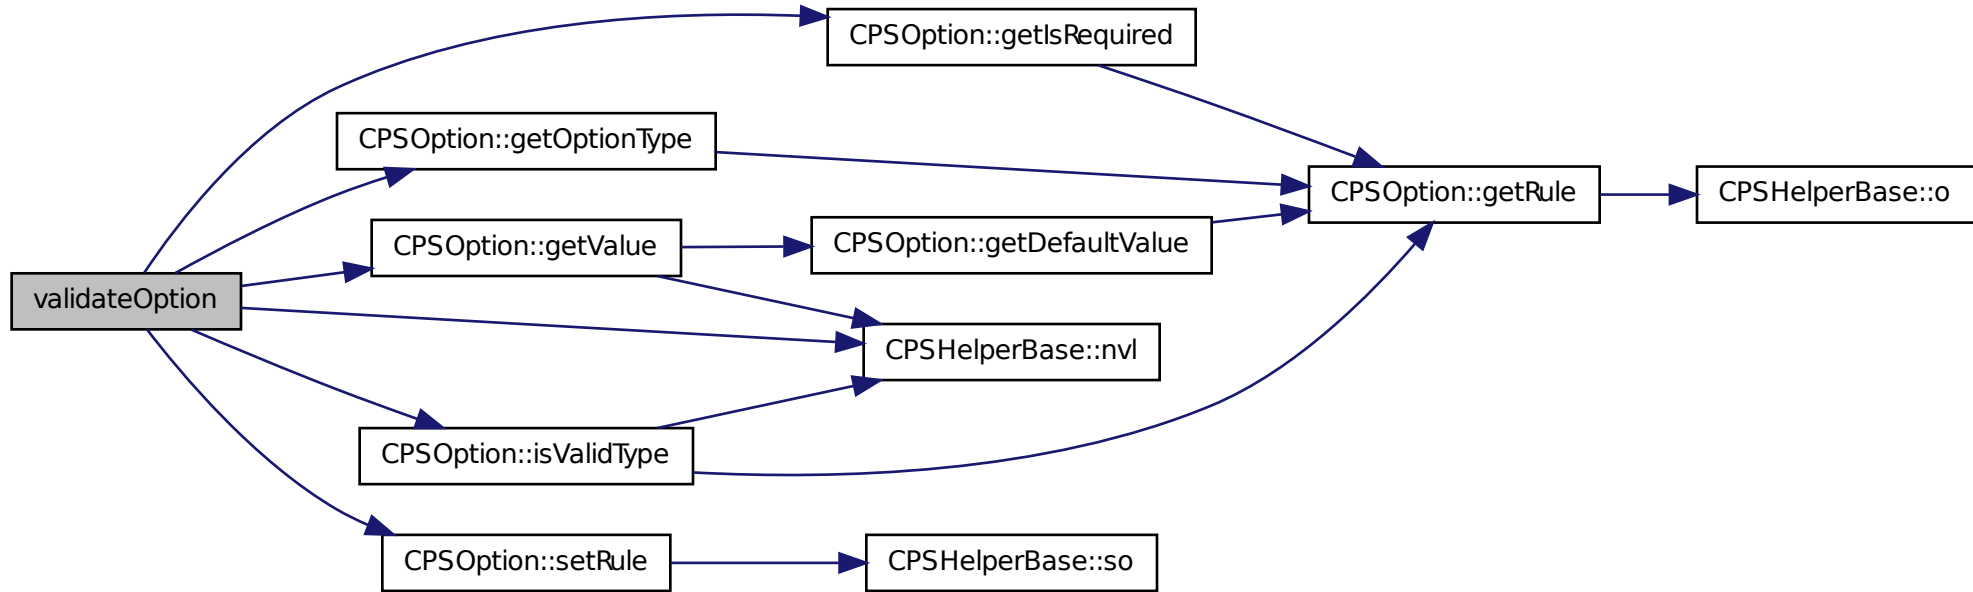 CPSOption::getIsRequired
CPSOption::getOptionType
CPSOption::getRule
CPSHelperBase::o
CPSOption::getValue
CPSOption::getDefaultValue
validateOption
CPSHelperBase::nvl
CPSOption::isValidType
CPSOption::setRule
CPSHelperBase::so